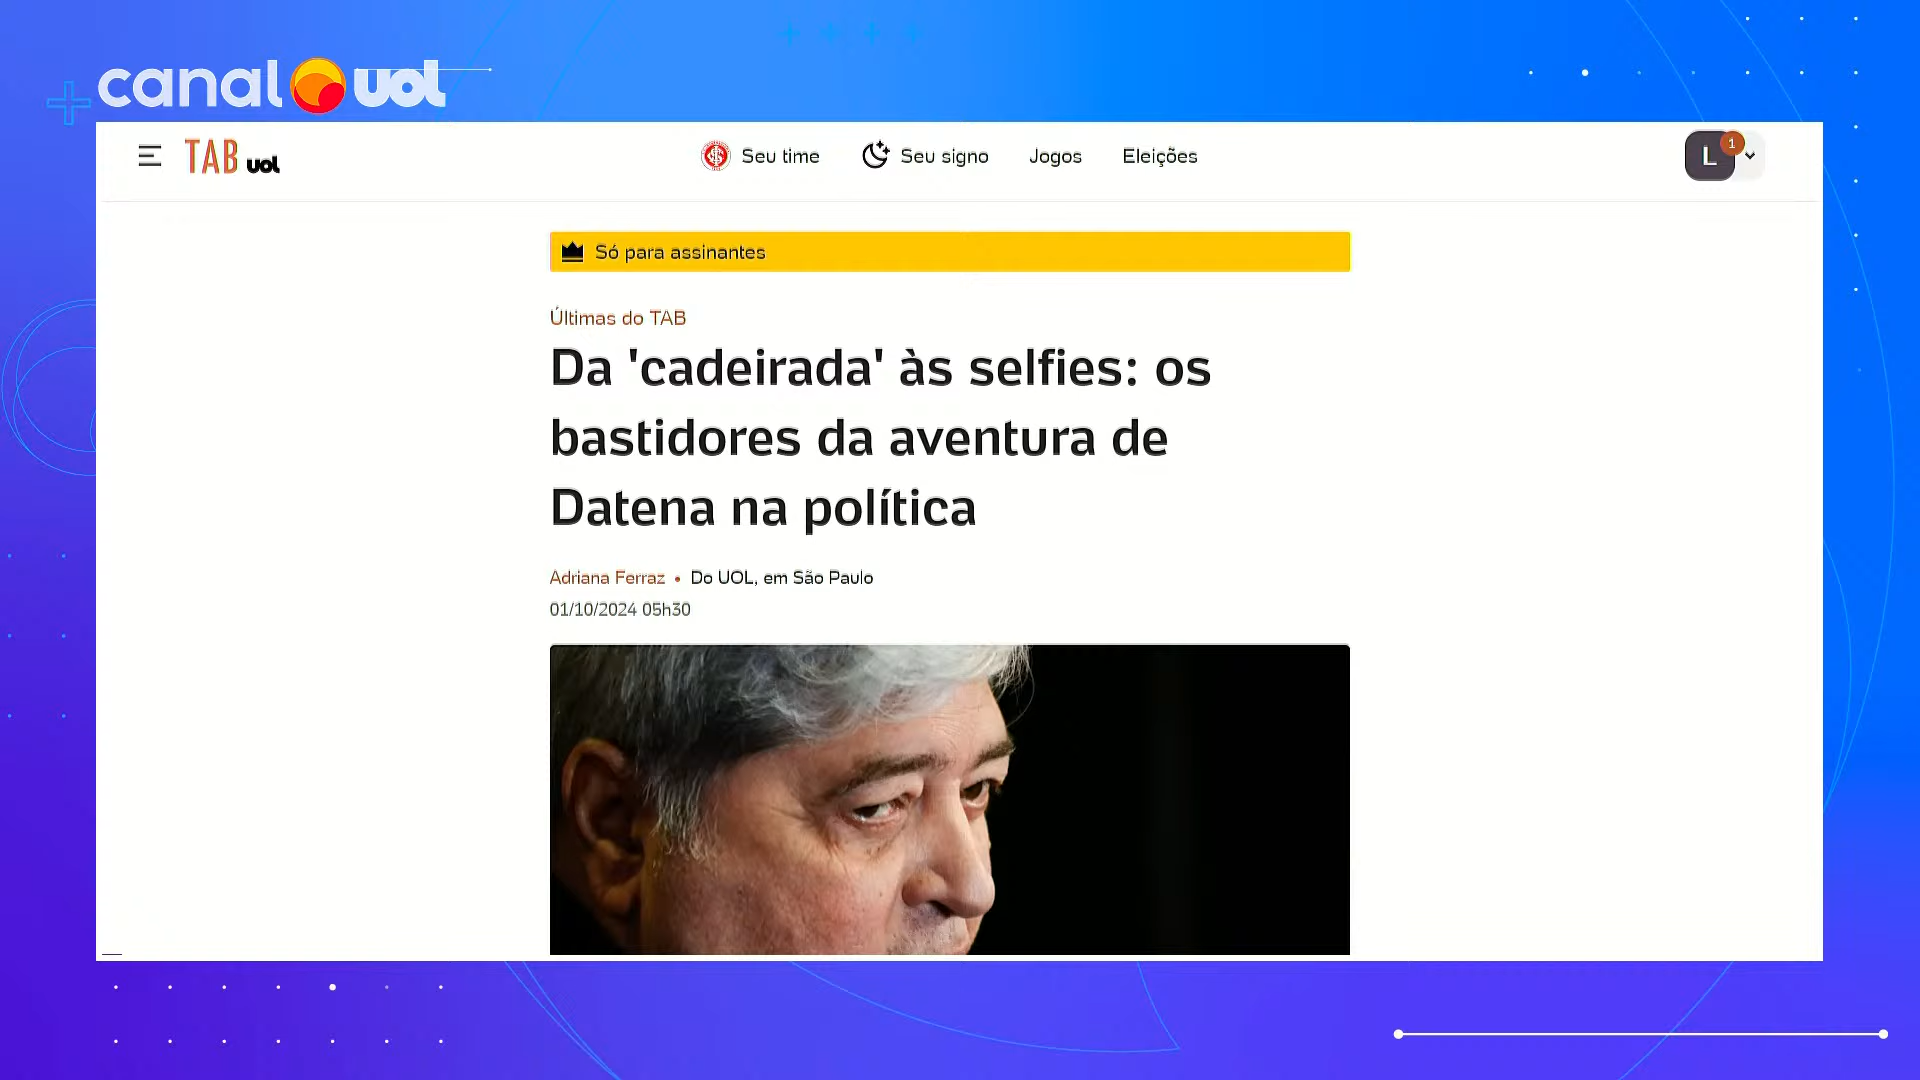 canal uol
TAB uol
Seu time
Seu signo
Jogos
Eleições
L
1
Só para assinantes
Últimas do TAB
Da 'cadeirada' às selfies: os
bastidores da aventura de
Datena na política
Adriana Ferraz • Do UOL, em São Paulo
01/10/2024 05h30